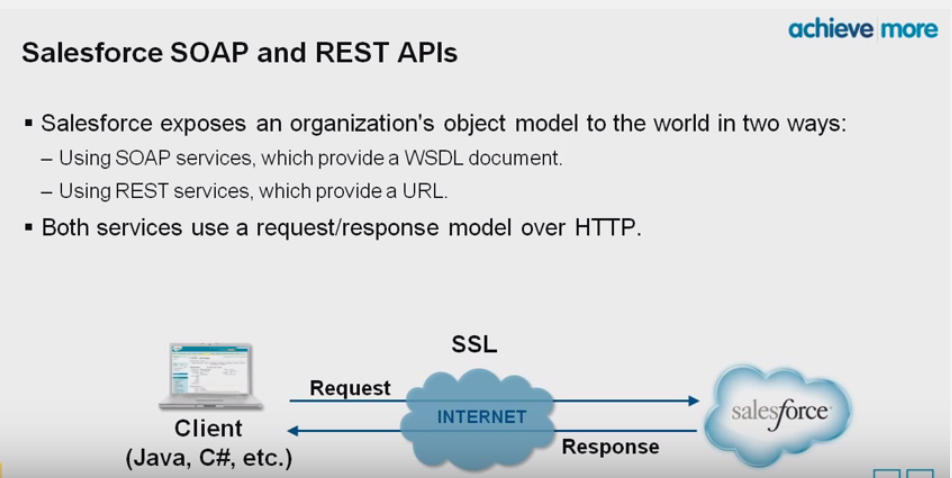 achieve more
Salesforce SOAP and REST APIs
▪ Salesforce exposes an organization's object model to the world in two ways:
– Using SOAP services, which provide a WSDL document.
– Using REST services, which provide a URL.
▪ Both services use a request/response model over HTTP.
SSL
Request
INTERNET
salesforce
Response
Client
(Java, C#, etc.)